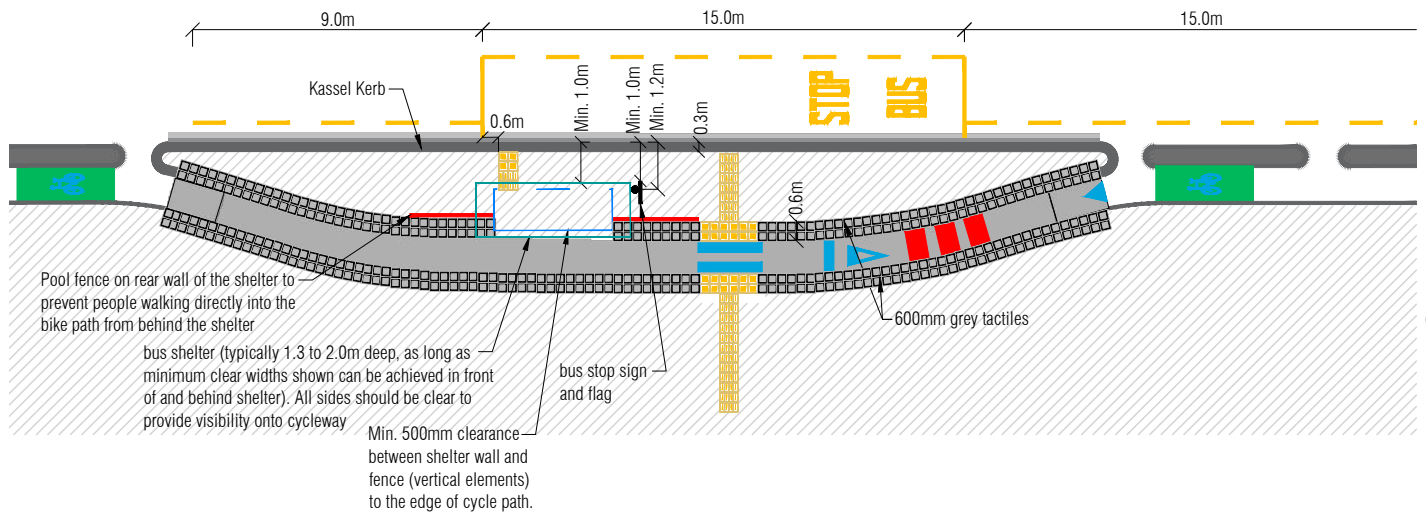 9.0m
15.0m
15.0m
Kassel Kerb
0.6m
Min. 1.0m
Min. 1.0m
Min. 1.2m
0.3m
STOP
BUS
0.6m
Pool fence on rear wall of the shelter to
prevent people walking directly into the
bike path from behind the shelter
600mm grey tactiles
bus shelter (typically 1.3 to 2.0m deep, as long as
minimum clear widths shown can be achieved in front
of and behind shelter). All sides should be clear to
provide visibility onto cycleway
bus stop sign
and flag
Min. 500mm clearance
between shelter wall and
fence (vertical elements)
to the edge of cycle path.